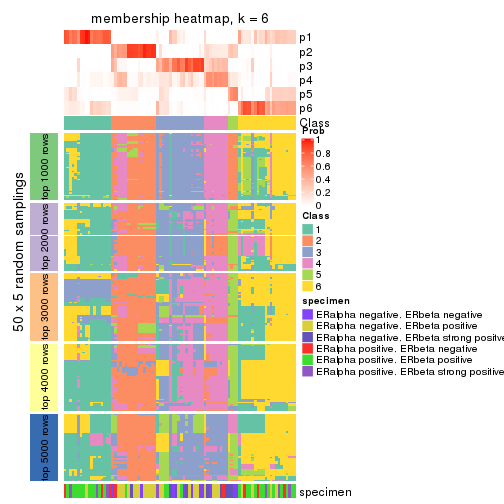 membership heatmap, k = 6
p1
p2
p3
p4
p5
p6
Class
Prob
1
0.8
0.6
0.4
0.2
0
Class
1
2
3
4
5
6
specimen
ERalpha negative. ERbeta negative
ERalpha negative. ERbeta positive
ERalpha negative. ERbeta strong positive
ERalpha positive. ERbeta negative
ERalpha positive. ERbeta positive
ERalpha positive. ERbeta strong positive
50 x 5 random samplings
top 1000 rows
top 2000 rows
top 3000 rows
top 4000 rows
top 5000 rows
specimen